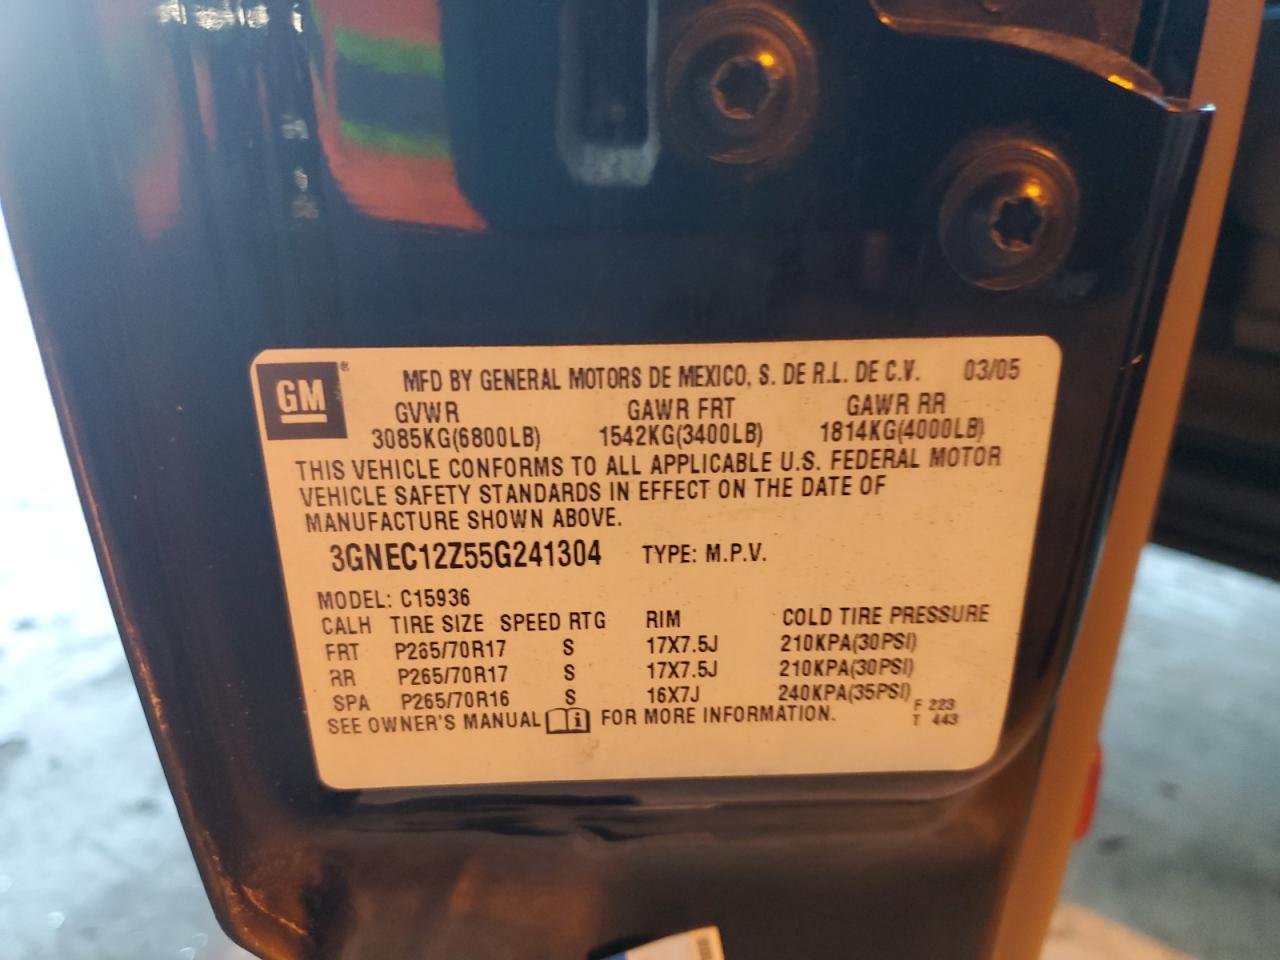 GM ®
MFD BY GENERAL MOTORS DE MEXICO, S. DE R.L. DE C.V. 03/05
GVWR GAWR FRT GAWR RR
3085KG(6800LB) 1542KG(3400LB) 1814KG(4000LB)
THIS VEHICLE CONFORMS TO ALL APPLICABLE U.S. FEDERAL MOTOR
VEHICLE SAFETY STANDARDS IN EFFECT ON THE DATE OF
MANUFACTURE SHOWN ABOVE.
3GNEC12Z55G241304 TYPE: M.P.V.
MODEL: C15936
CALH TIRE SIZE SPEED RTG RIM COLD TIRE PRESSURE
FRT P265/70R17 S 17X7.5J 210KPA(30PSI)
RR P265/70R17 S 17X7.5J 210KPA(30PSI)
SPA P265/70R16 S 16X7J 240KPA(35PSI)
SEE OWNER'S MANUAL i FOR MORE INFORMATION.
F 223
T 443